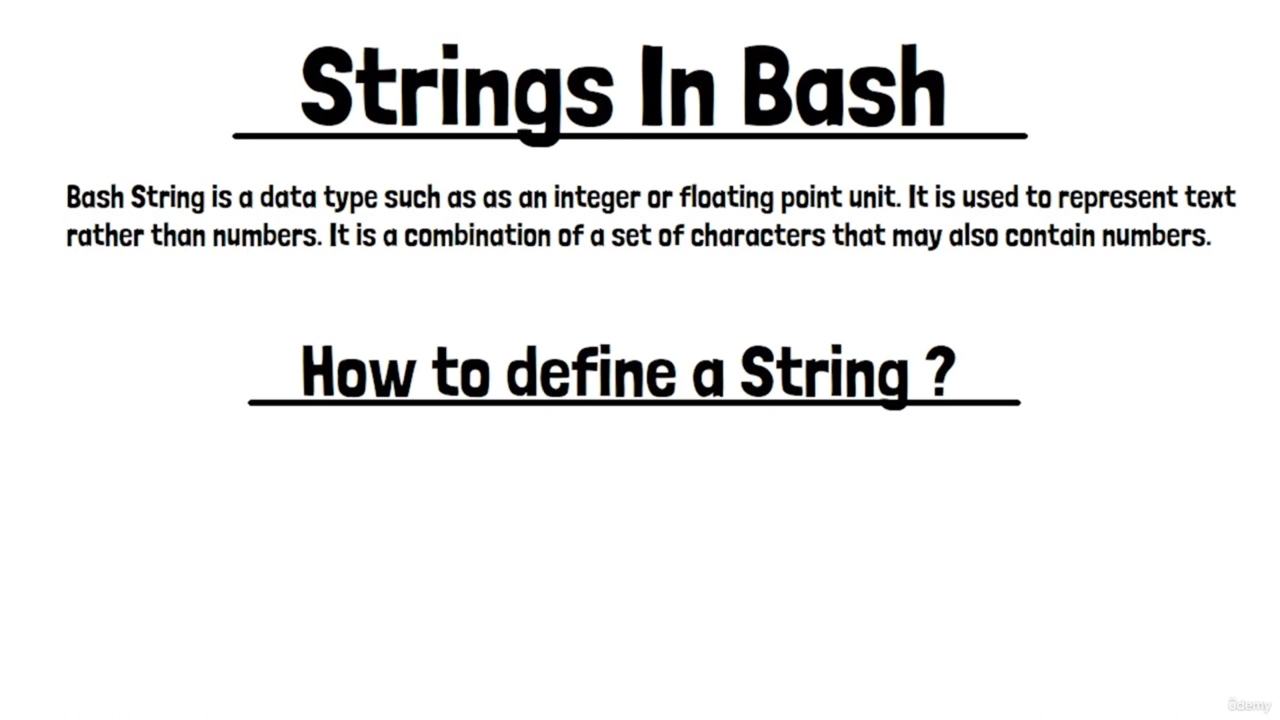 Strings In Bash
Bash String is a data type such as as an integer or floating point unit. It is used to represent text
rather than numbers. It is a combination of a set of characters that may also contain numbers.
How to define a String ?
ûdemy